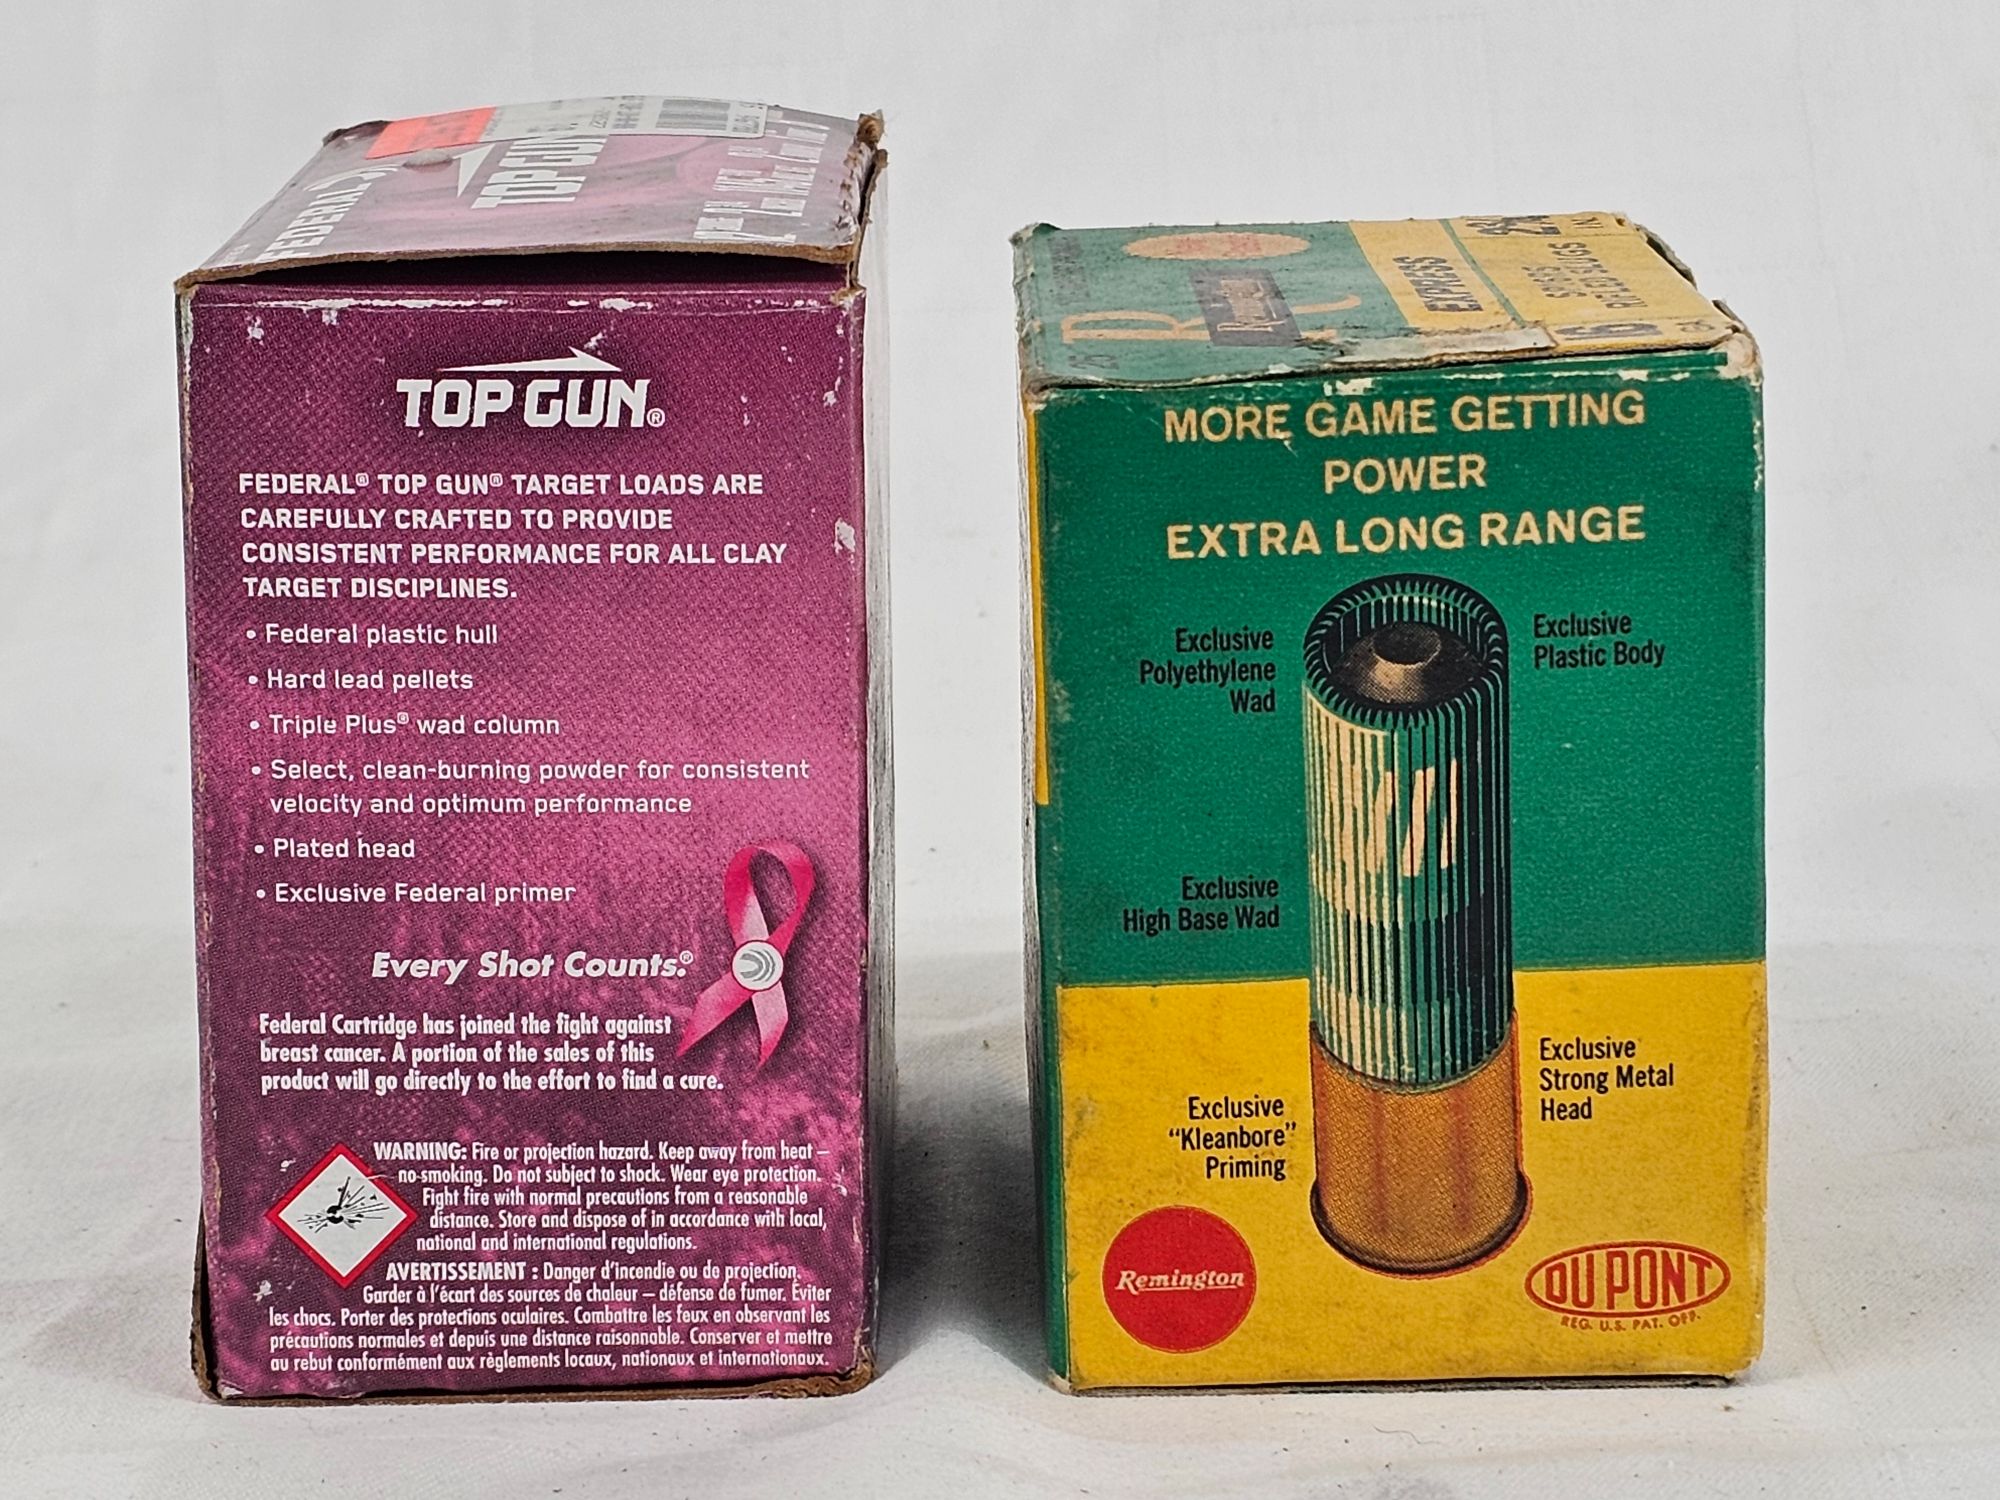 FEDERAL
TOP GUN
TOP GUN®
FEDERAL® TOP GUN® TARGET LOADS ARE
CAREFULLY CRAFTED TO PROVIDE
CONSISTENT PERFORMANCE FOR ALL CLAY
TARGET DISCIPLINES.
• Federal plastic hull
• Hard lead pellets
• Triple Plus® wad column
• Select, clean-burning powder for consistent
velocity and optimum performance
• Plated head
• Exclusive Federal primer
Every Shot Counts.®
Federal Cartridge has joined the fight against
breast cancer. A portion of the sales of this
product will go directly to the effort to find a cure.
WARNING: Fire or projection hazard. Keep away from heat –
no-smoking. Do not subject to shock. Wear eye protection.
Fight fire with normal precautions from a reasonable
distance. Store and dispose of in accordance with local,
national and international regulations.
AVERTISSEMENT : Danger d'incendie ou de projection.
Garder à l'écart des sources de chaleur – défense de fumer. Éviter
les chocs. Porter des protections oculaires. Combattre les feux en observant les
précautions normales et depuis une distance raisonnable. Conserver et mettre
au rebut conformément aux règlements locaux, nationaux et internationaux.
Remington
EXPRESS
16
MORE GAME GETTING
POWER
EXTRA LONG RANGE
Exclusive
Polyethylene
Wad
Exclusive
Plastic Body
Exclusive
High Base Wad
Exclusive
Strong Metal
Head
Exclusive
"Kleanbore"
Priming
Remington
DU PONT
REG. U.S. PAT. OFF.